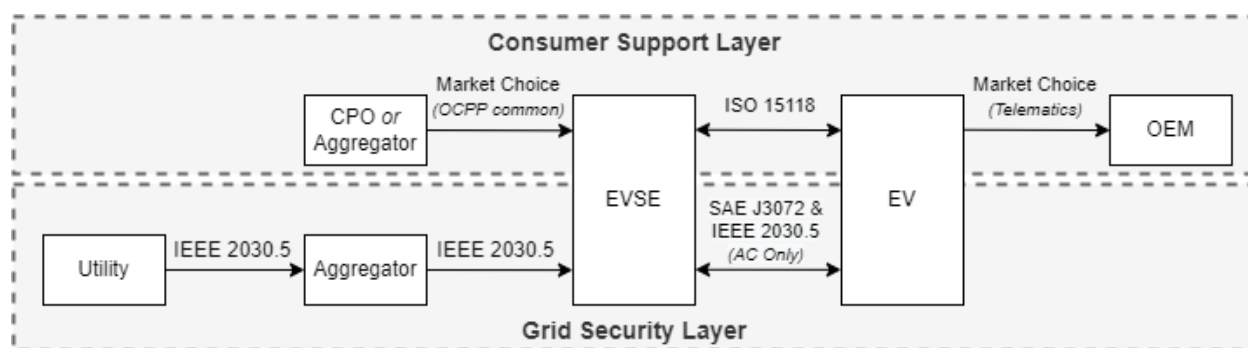 Consumer Support Layer
Market Choice
(OCPP common)
CPO or
Aggregator
ISO 15118
Market Choice
(Telematics)
OEM
EVSE
EV
SAE J3072 &
IEEE 2030.5
(AC Only)
Utility
IEEE 2030.5
Aggregator
IEEE 2030.5
Grid Security Layer